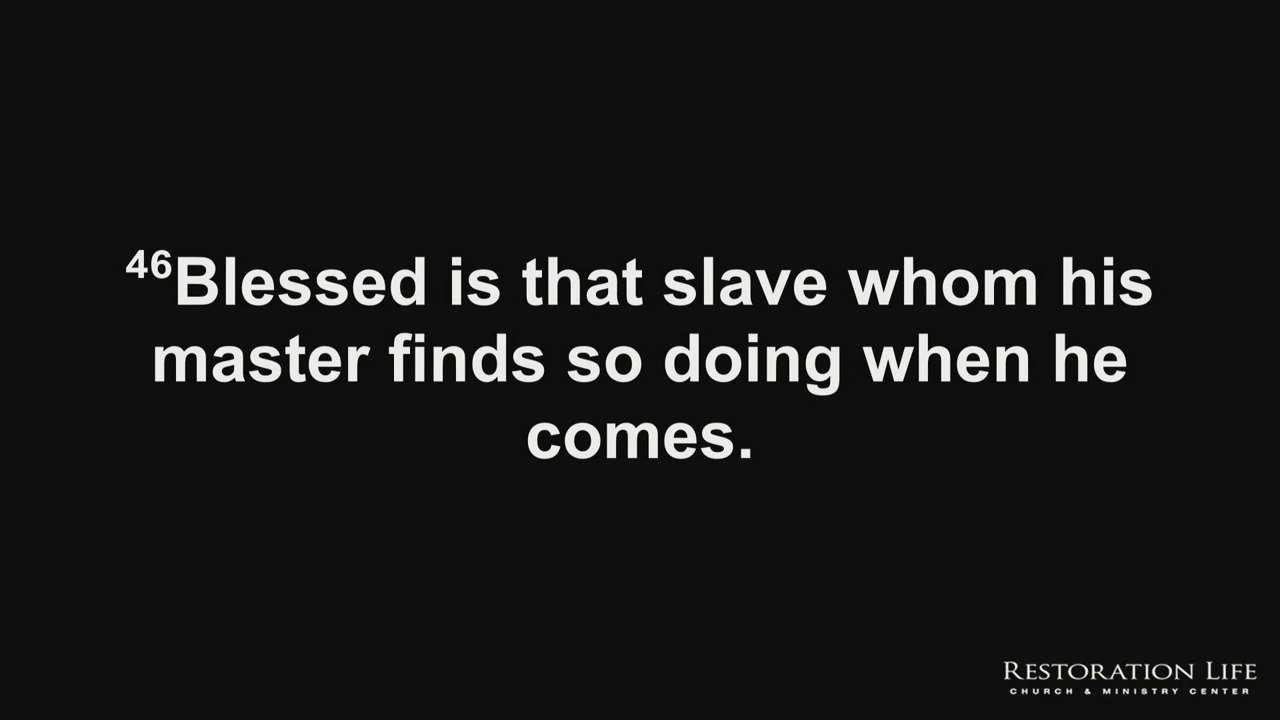 46Blessed is that slave whom his
master finds so doing when he
comes.
RESTORATION LIFE
CHURCH & MINISTRY CENTER